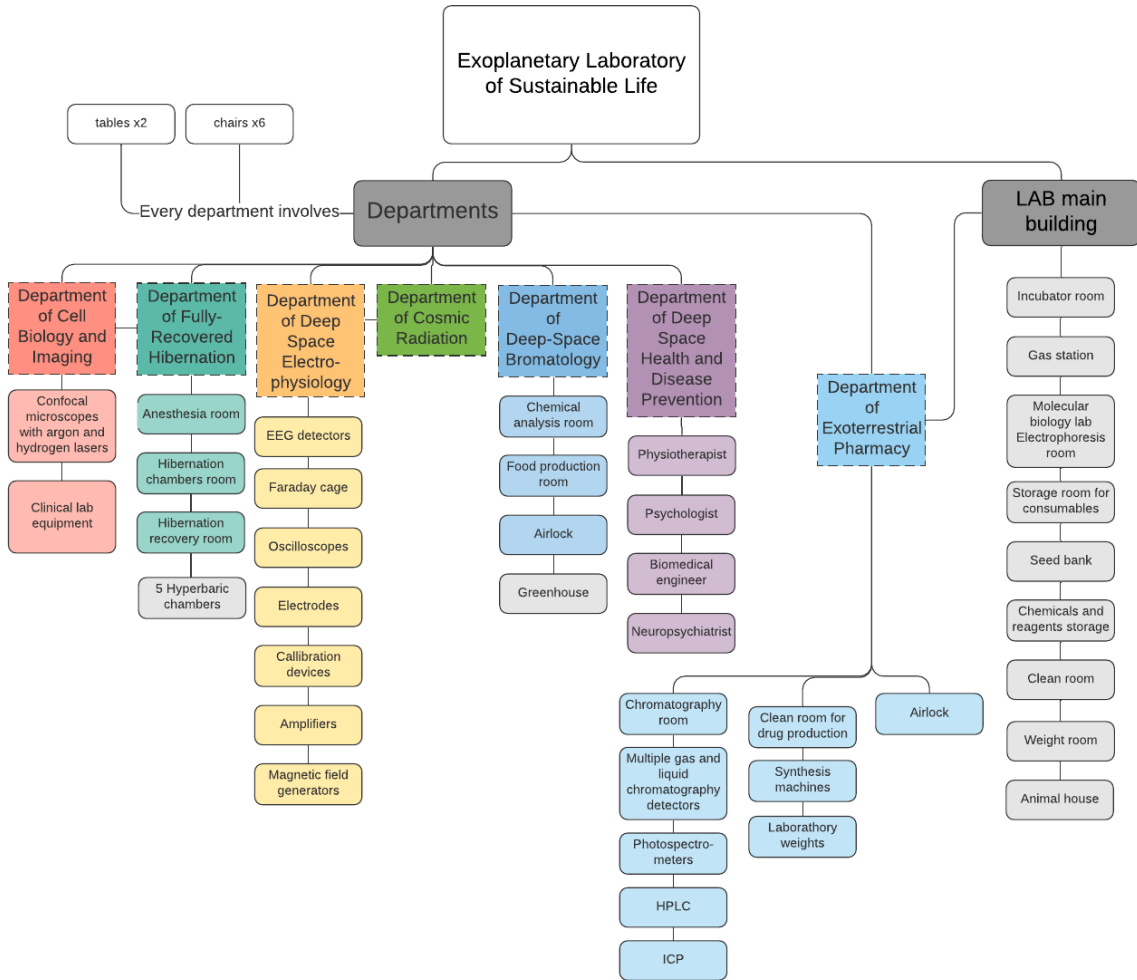 Exoplanetary Laboratory
of Sustainable Life
tables x2
chairs x6
Every department involves
Departments
LAB main
building
Department
of Cell
Biology and
Imaging
Confocal
microscopes
with argon and
hydrogen lasers
Clinical lab
equipment
Department
of Fully-
Recovered
Hibernation
Anesthesia room
Hibernation
chambers room
Hibernation
recovery room
5 Hyperbaric
chambers
Department
of Deep
Space
Electro-
physiology
EEG detectors
Faraday cage
Oscilloscopes
Electrodes
Callibration
devices
Amplifiers
Magnetic field
generators
Department
of Cosmic
Radiation
Department
of
Deep-Space
Bromatology
Chemical
analysis room
Food production
room
Airlock
Greenhouse
Department
of Deep
Space
Health and
Disease
Prevention
Physiotherapist
Psychologist
Biomedical
engineer
Neuropsychiatrist
Department
of
Exoterrestrial
Pharmacy
Chromatography
room
Multiple gas and
liquid
chromatography
detectors
Photospectro-
meters
HPLC
ICP
Clean room for
drug production
Synthesis
machines
Laborathory
weights
Airlock
Incubator room
Gas station
Molecular
biology lab
Electrophoresis
room
Storage room for
consumables
Seed bank
Chemicals and
reagents storage
Clean room
Weight room
Animal house